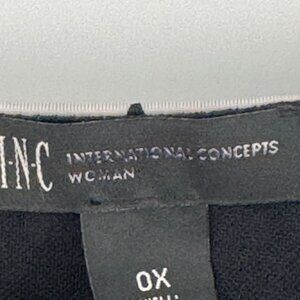 I·N·C INTERNATIONAL CONCEPTS
WOMAN
0X